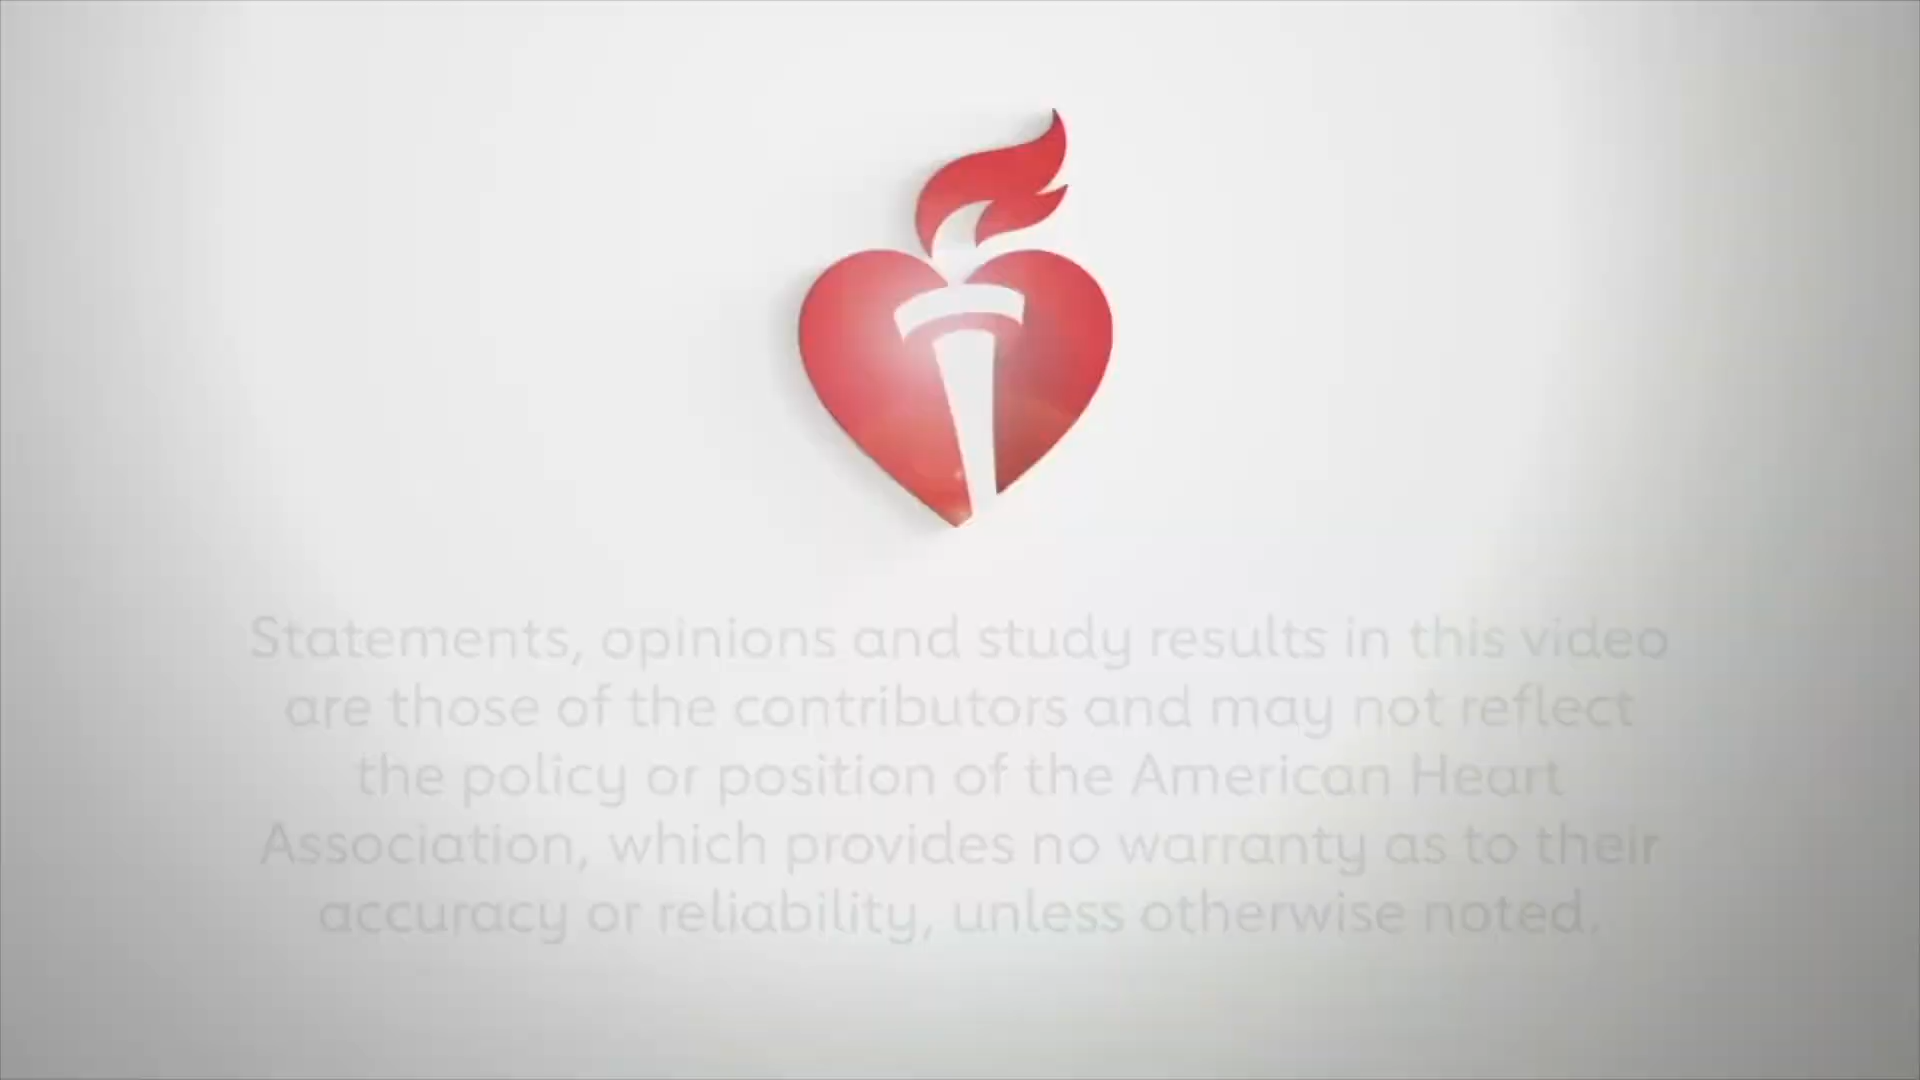 Statements, opinions and study results in this video
are those of the contributors and may not reflect
the policy or position of the American Heart
Association, which provides no warranty as to their
accuracy or reliability, unless otherwise noted.